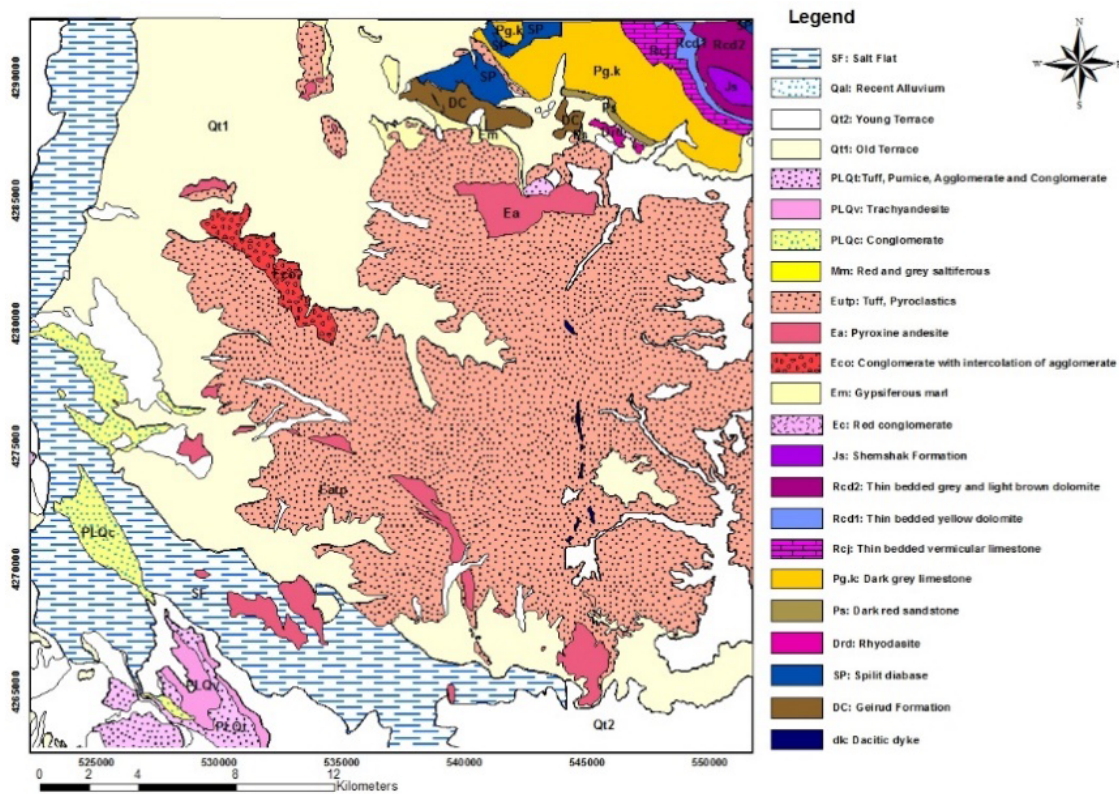 Legend
SF: Salt Flat
Qal: Recent Alluvium
Qt2: Young Terrace
Qt1: Old Terrace
PLQt:Tuff, Pumice, Agglomerate and Conglomerate
PLQv: Trachyandesite
PLQc: Conglomerate
Mm: Red and grey saltiferous
Eutp: Tuff, Pyroclastics
Ea: Pyroxine andesite
Eco: Conglomerate with intercolation of agglomerate
Em: Gypsiferous marl
Ec: Red conglomerate
Js: Shemshak Formation
Rcd2: Thin bedded grey and light brown dolomite
Rcd1: Thin bedded yellow dolomite
Rcj: Thin bedded vermicular limestone
Pg.k: Dark grey limestone
Ps: Dark red sandstone
Drd: Rhyodasite
SP: Spilit diabase
DC: Geirud Formation
dk: Dacitic dyke
N
W
E
S
Pg.k
SP
SP
Rcj
Rcd1
Rcd2
SP
Pg.k
Js
DC
Qt1
Ps
DC
Em
Ea
PLQc
SF
Qt2
4290000
4285000
4280000
4275000
4270000
4265000
525000
530000
535000
540000
545000
550000
0
2
4
8
12
Kilometers